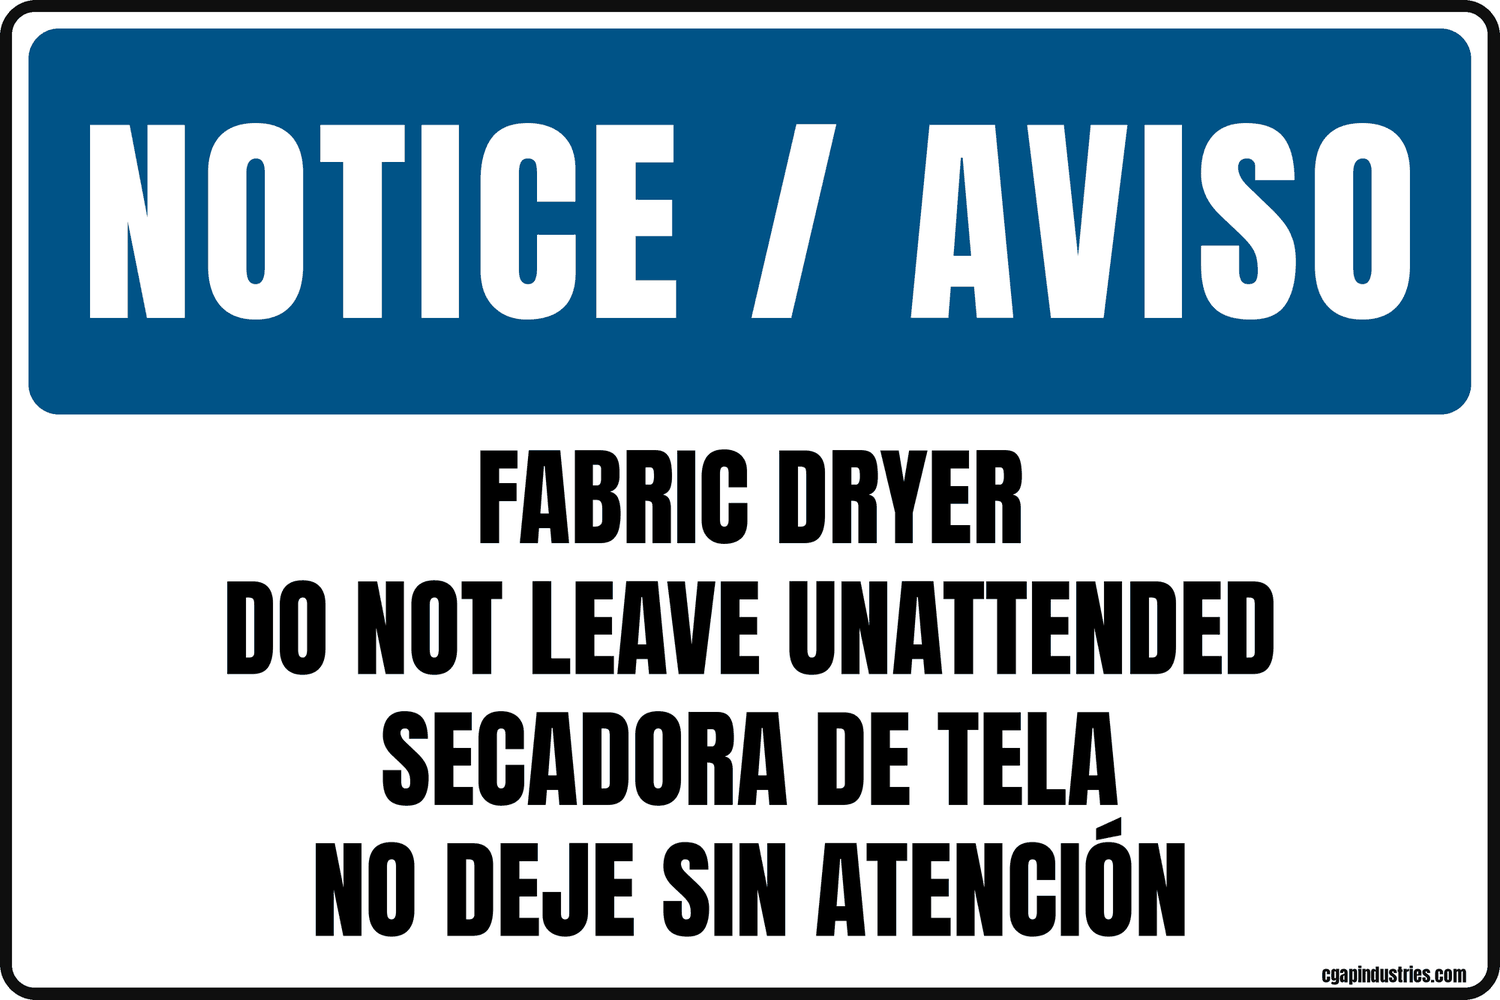 NOTICE / AVISO
FABRIC DRYER
DO NOT LEAVE UNATTENDED
SECADORA DE TELA
NO DEJE SIN ATENCIÓN
cgapindustries.com